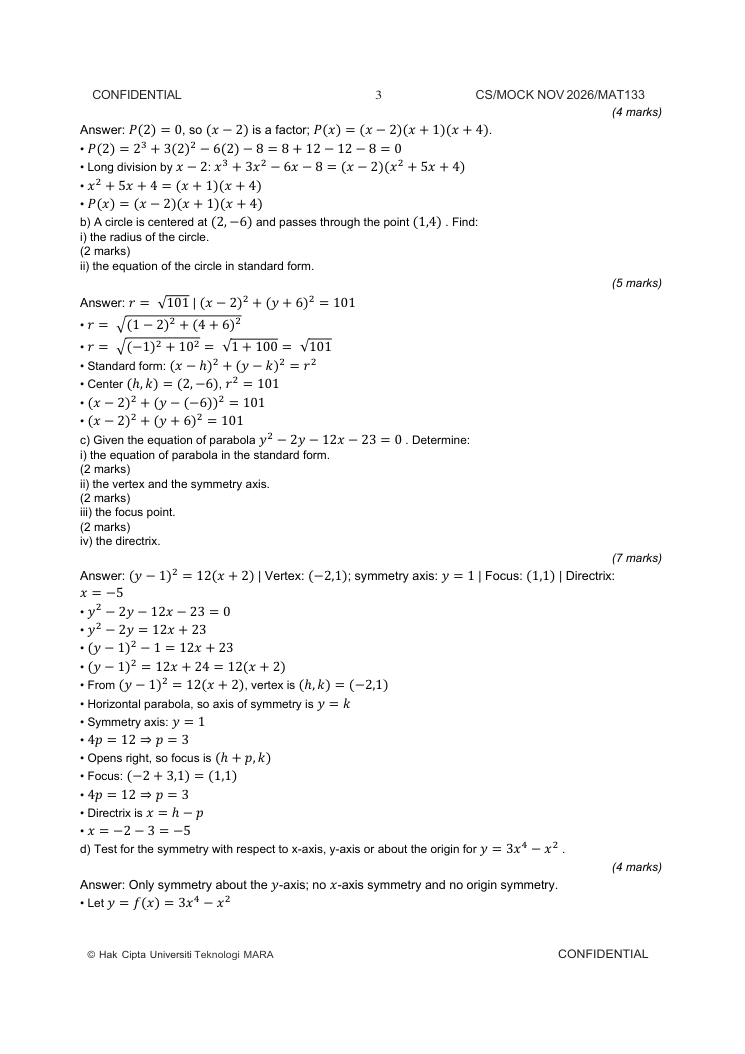 CONFIDENTIAL 3 CS/MOCK NOV 2026/MAT133
(4 marks)
Answer: P(2) = 0, so (x − 2) is a factor; P(x) = (x − 2)(x + 1)(x + 4).
• P(2) = 2³ + 3(2)² − 6(2) − 8 = 8 + 12 − 12 − 8 = 0
• Long division by x − 2: x³ + 3x² − 6x − 8 = (x − 2)(x² + 5x + 4)
• x² + 5x + 4 = (x + 1)(x + 4)
• P(x) = (x − 2)(x + 1)(x + 4)
b) A circle is centered at (2, −6) and passes through the point (1,4) . Find:
i) the radius of the circle.
(2 marks)
ii) the equation of the circle in standard form.
(5 marks)
Answer: r = √101 | (x − 2)² + (y + 6)² = 101
• r = √((1 − 2)² + (4 + 6)²)
• r = √((−1)² + 10²) = √(1 + 100) = √101
• Standard form: (x − h)² + (y − k)² = r²
• Center (h, k) = (2, −6), r² = 101
• (x − 2)² + (y − (−6))² = 101
• (x − 2)² + (y + 6)² = 101
c) Given the equation of parabola y² − 2y − 12x − 23 = 0 . Determine:
i) the equation of parabola in the standard form.
(2 marks)
ii) the vertex and the symmetry axis.
(2 marks)
iii) the focus point.
(2 marks)
iv) the directrix.
(7 marks)
Answer: (y − 1)² = 12(x + 2) | Vertex: (−2,1); symmetry axis: y = 1 | Focus: (1,1) | Directrix:
x = −5
• y² − 2y − 12x − 23 = 0
• y² − 2y = 12x + 23
• (y − 1)² − 1 = 12x + 23
• (y − 1)² = 12x + 24 = 12(x + 2)
• From (y − 1)² = 12(x + 2), vertex is (h, k) = (−2,1)
• Horizontal parabola, so axis of symmetry is y = k
• Symmetry axis: y = 1
• 4p = 12 ⇒ p = 3
• Opens right, so focus is (h + p, k)
• Focus: (−2 + 3,1) = (1,1)
• 4p = 12 ⇒ p = 3
• Directrix is x = h − p
• x = −2 − 3 = −5
d) Test for the symmetry with respect to x-axis, y-axis or about the origin for y = 3x⁴ − x² .
(4 marks)
Answer: Only symmetry about the y-axis; no x-axis symmetry and no origin symmetry.
• Let y = f(x) = 3x⁴ − x²
© Hak Cipta Universiti Teknologi MARA CONFIDENTIAL